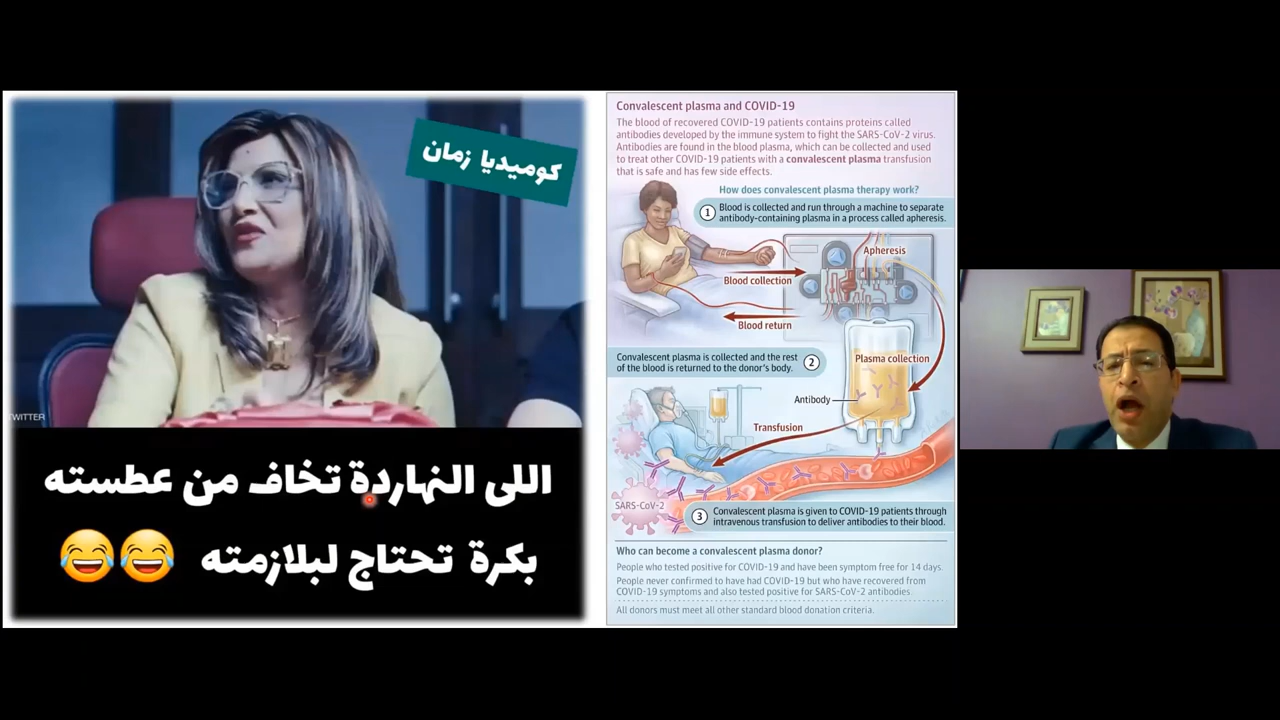 كوميديا زمان
TWITTER
اللى النهاردة تخاف من عطسته
بكرة تحتاج لبلازمته 😂😂
Convalescent plasma and COVID-19
The blood of recovered COVID-19 patients contains proteins called
antibodies developed by the immune system to fight the SARS-CoV-2 virus.
Antibodies are found in the blood plasma, which can be collected and used
to treat other COVID-19 patients with a convalescent plasma transfusion
that is safe and has few side effects.
How does convalescent plasma therapy work?
1 Blood is collected and run through a machine to separate
antibody-containing plasma in a process called apheresis.
Apheresis
Blood collection
Blood return
Convalescent plasma is collected and the rest
of the blood is returned to the donor's body. 2
Plasma collection
Antibody
Transfusion
SARS-CoV-2
3 Convalescent plasma is given to COVID-19 patients through
intravenous transfusion to deliver antibodies to their blood.
Who can become a convalescent plasma donor?
People who tested positive for COVID-19 and have been symptom free for 14 days.
People never confirmed to have had COVID-19 but who have recovered from
COVID-19 symptoms and also tested positive for SARS-CoV-2 antibodies.
All donors must meet all other standard blood donation criteria.